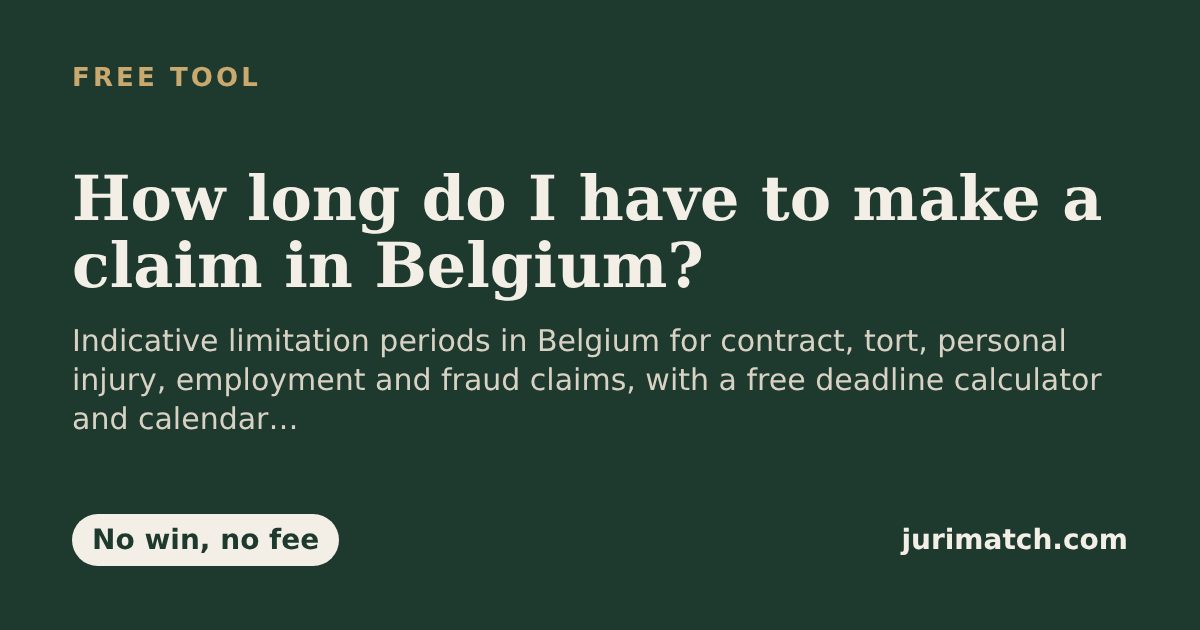 FREE TOOL
How long do I have to make a
claim in Belgium?
Indicative limitation periods in Belgium for contract, tort, personal
injury, employment and fraud claims, with a free deadline calculator
and calendar…
No win, no fee
jurimatch.com